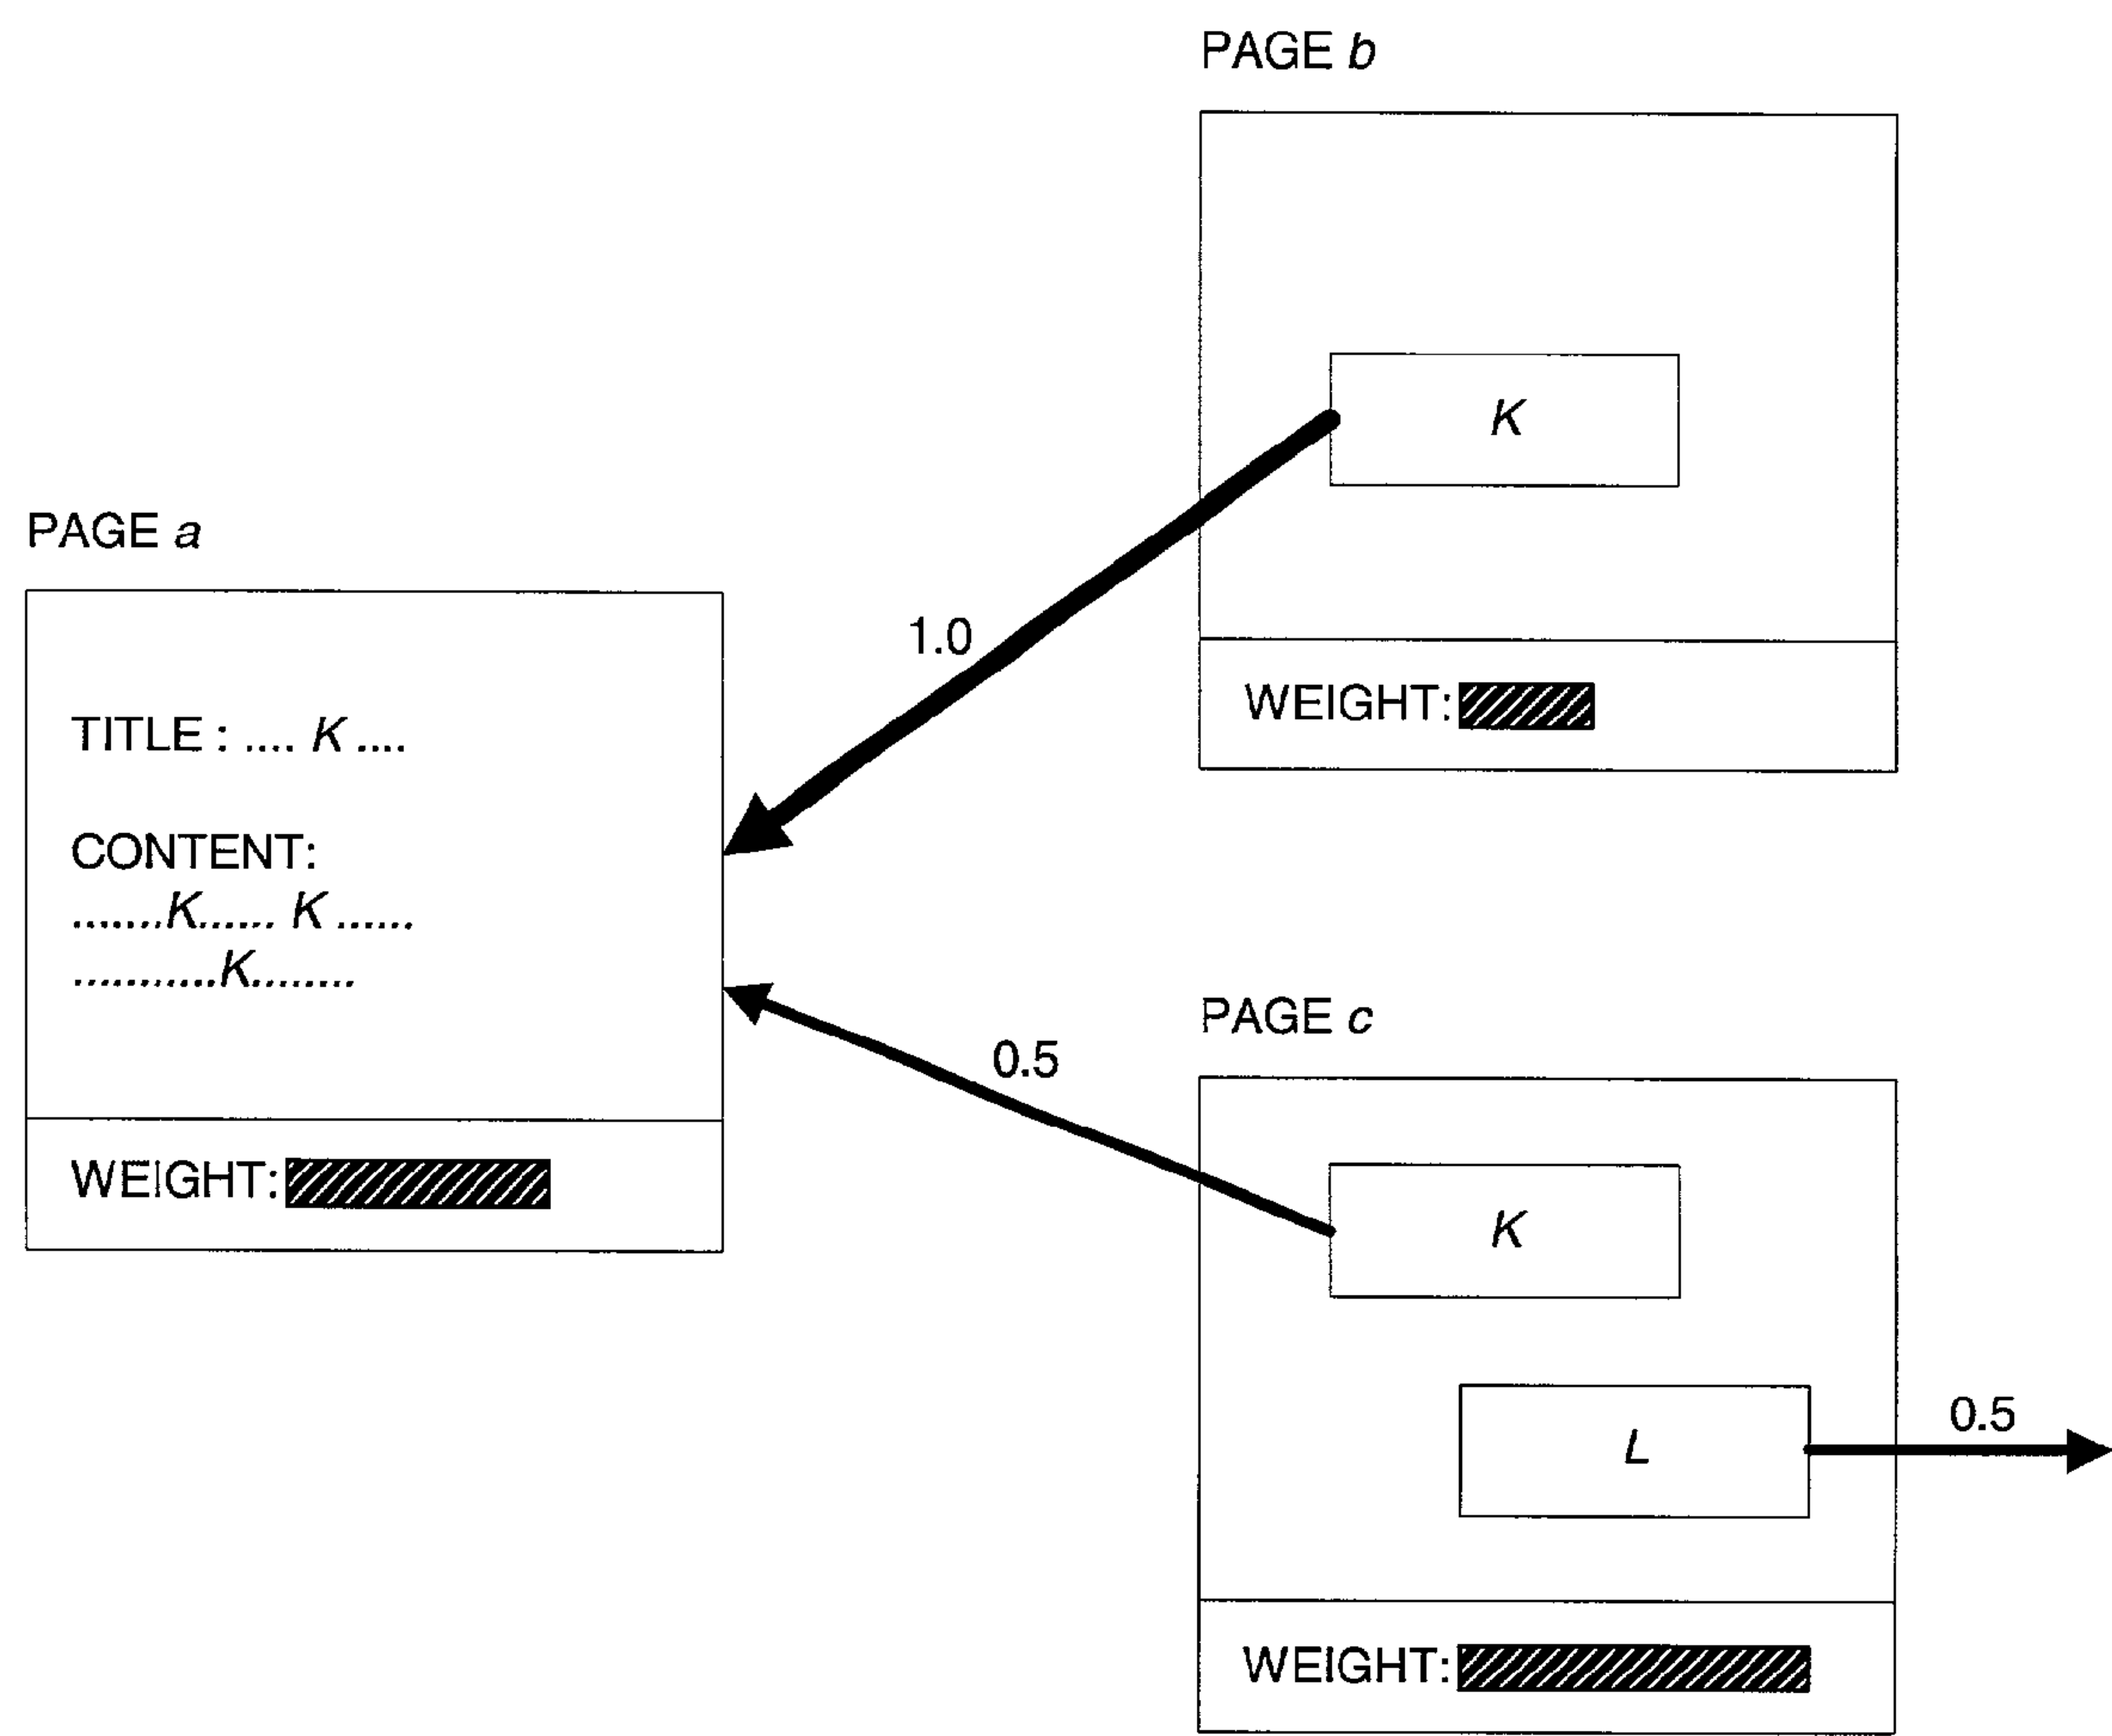 PAGE b
K
PAGE a
1.0
WEIGHT:
TITLE : .... K ....
CONTENT:
.......K...... K ......
...........K........
PAGE c
0.5
WEIGHT:
K
0.5
L
WEIGHT: